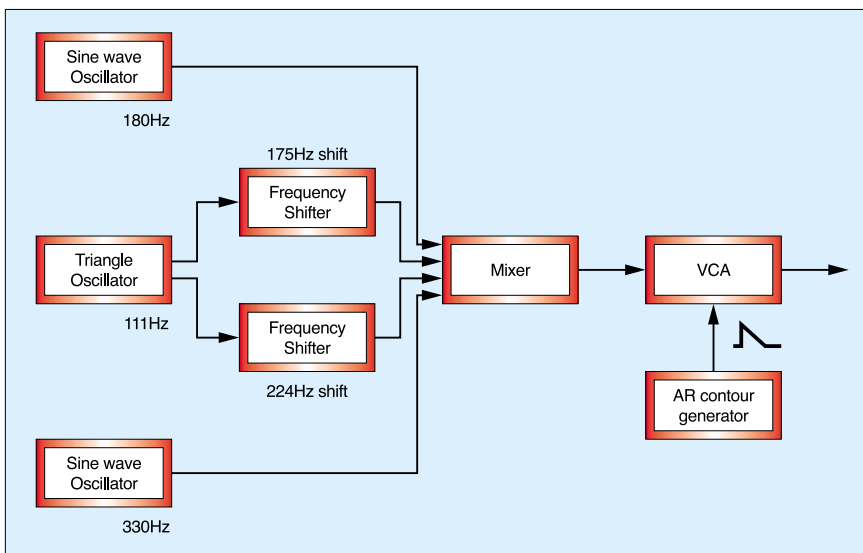 Sine wave
Oscillator
180Hz
175Hz shift
Frequency
Shifter
Triangle
Oscillator
111Hz
Mixer
VCA
Frequency
Shifter
224Hz shift
AR contour
generator
Sine wave
Oscillator
330Hz